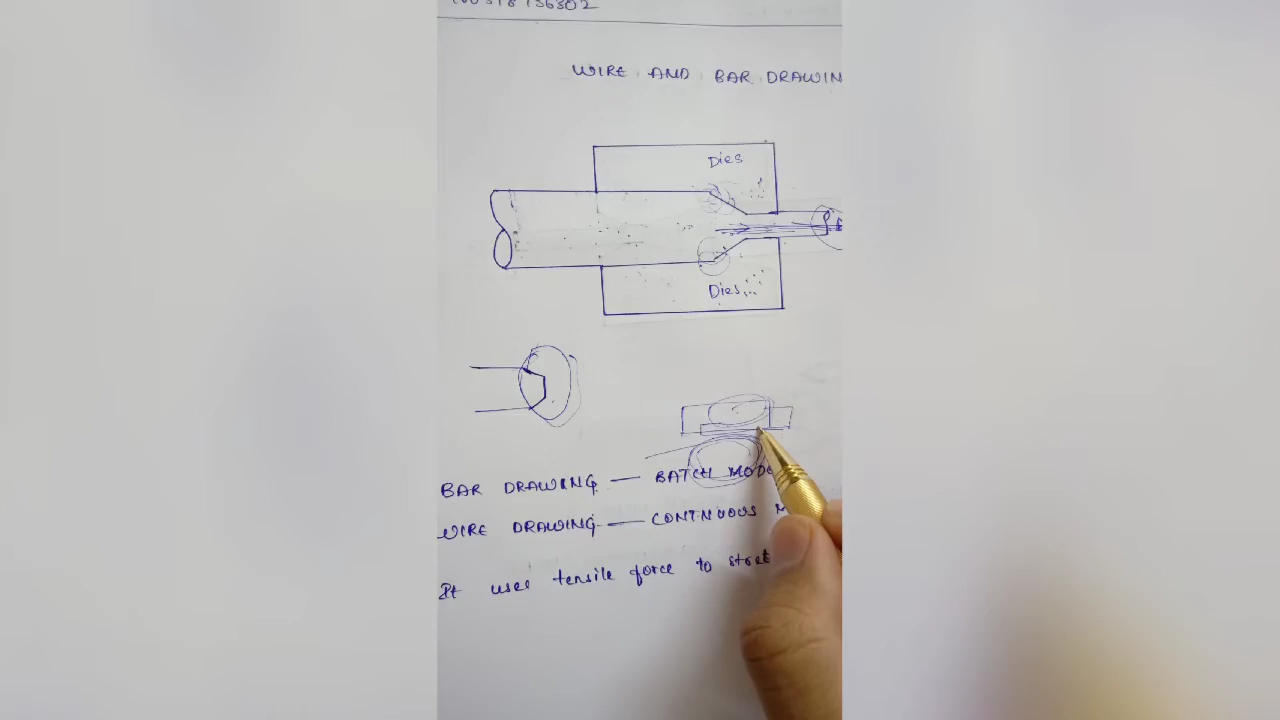 WIRE AND BAR DRAWIN
Dies
Dies
BAR DRAWING — BATCH MODE
WIRE DRAWING — CONTINUOUS M
It uses tensile force to stret